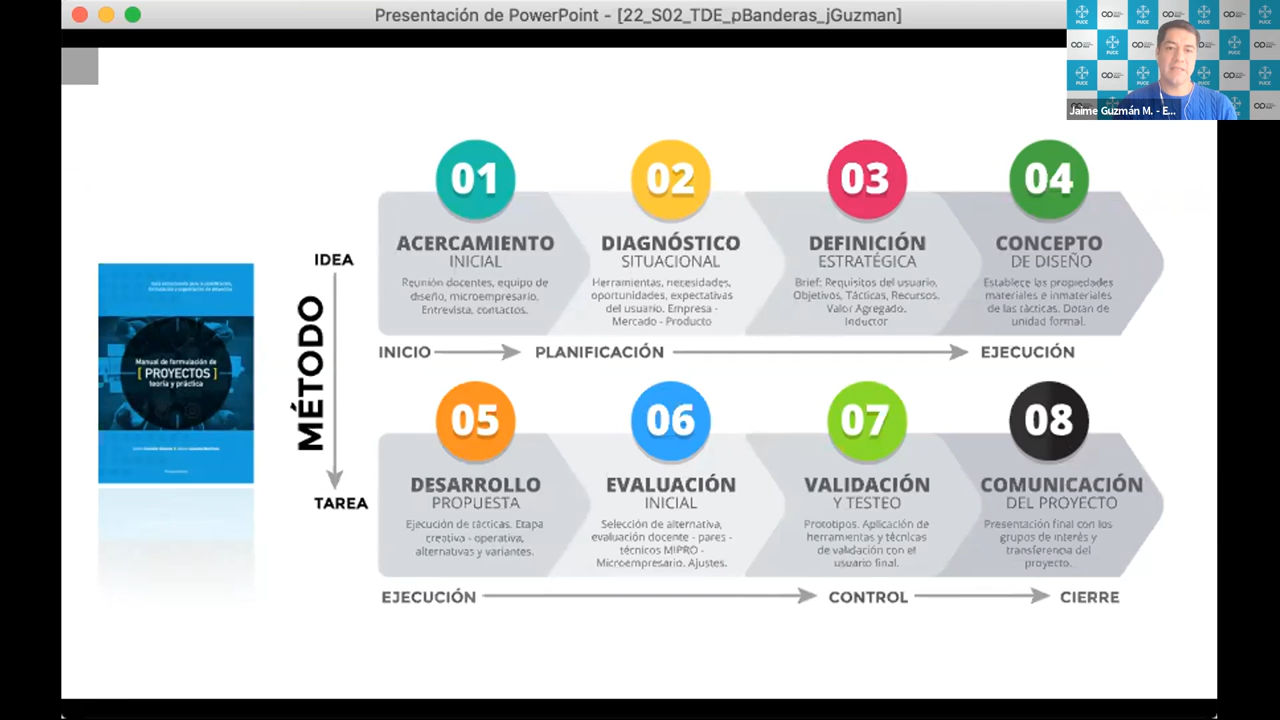 Presentación de PowerPoint - [22_S02_TDE_pBanderas_jGuzman]
Jaime Guzmán M. - E...
01
02
03
04
ACERCAMIENTO
INICIAL
Reunión docentes, equipo de
diseño, microempresario.
Entrevista, contactos.
DIAGNÓSTICO
SITUACIONAL
Herramientas, necesidades,
oportunidades, expectativas
del usuario. Empresa -
Mercado - Producto
DEFINICIÓN
ESTRATÉGICA
Brief: Requisitos del usuario,
Objetivos, Tácticas, Recursos.
Valor Agregado.
Inductor
CONCEPTO
DE DISEÑO
Establece las propiedades
materiales e inmateriales
de las tácticas. Dotan de
unidad formal.
IDEA
MÉTODO
TAREA
Manual de formulación de
[ PROYECTOS ]
teoría y práctica
INICIO
PLANIFICACIÓN
EJECUCIÓN
05
06
07
08
DESARROLLO
PROPUESTA
Ejecución de tácticas. Etapa
creativa - operativa,
alternativas y variantes.
EVALUACIÓN
INICIAL
Selección de alternativa,
evaluación docente - pares -
técnicos MIPRO -
Microempresario. Ajustes.
VALIDACIÓN
Y TESTEO
Prototipos. Aplicación de
herramientas y técnicas
de validación con el
usuario final.
COMUNICACIÓN
DEL PROYECTO
Presentación final con los
grupos de interés y
transferencia del
proyecto.
EJECUCIÓN
CONTROL
CIERRE